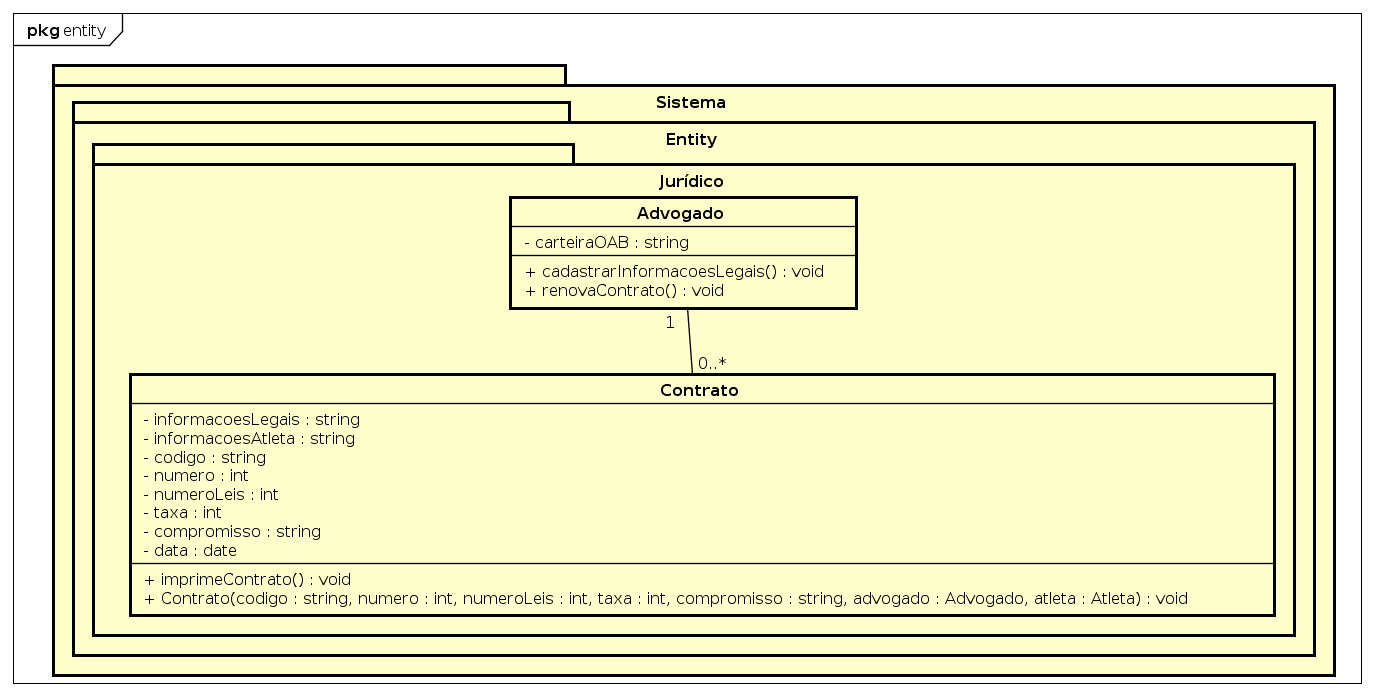 pkg entity
Sistema
Entity
Jurídico
Advogado
- carteiraOAB : string
+ cadastrarInformacoesLegais() : void
+ renovaContrato() : void
1
0..*
Contrato
- informacoesLegais : string
- informacoesAtleta : string
- codigo : string
- numero : int
- numeroLeis : int
- taxa : int
- compromisso : string
- data : date
+ imprimeContrato() : void
+ Contrato(codigo : string, numero : int, numeroLeis : int, taxa : int, compromisso : string, advogado : Advogado, atleta : Atleta) : void